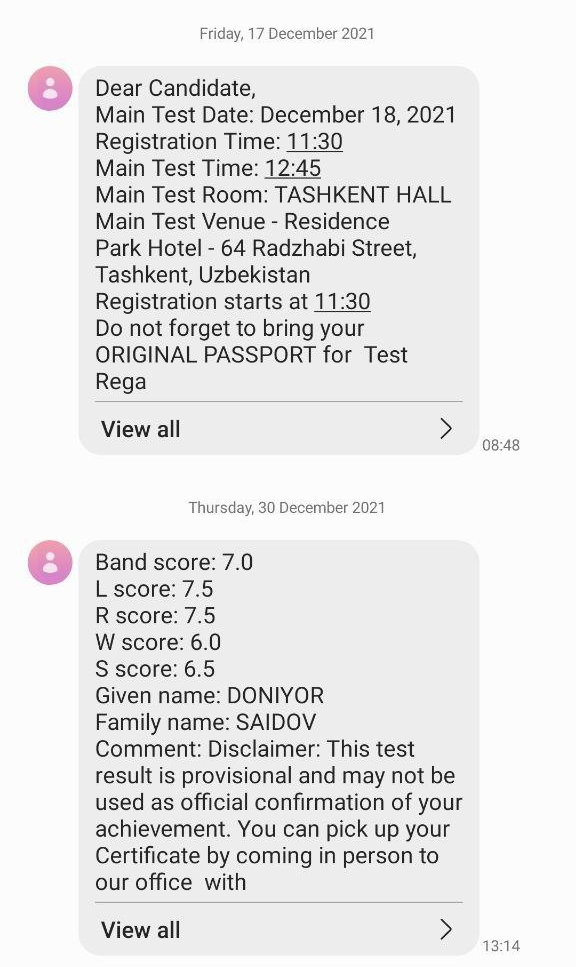 Friday, 17 December 2021
Dear Candidate,
Main Test Date: December 18, 2021
Registration Time: 11:30
Main Test Time: 12:45
Main Test Room: TASHKENT HALL
Main Test Venue - Residence
Park Hotel - 64 Radzhabi Street,
Tashkent, Uzbekistan
Registration starts at 11:30
Do not forget to bring your
ORIGINAL PASSPORT for  Test
Rega
View all
08:48
Thursday, 30 December 2021
Band score: 7.0
L score: 7.5
R score: 7.5
W score: 6.0
S score: 6.5
Given name: DONIYOR
Family name: SAIDOV
Comment: Disclaimer: This test
result is provisional and may not be
used as official confirmation of your
achievement. You can pick up your
Certificate by coming in person to
our office  with
View all
13:14